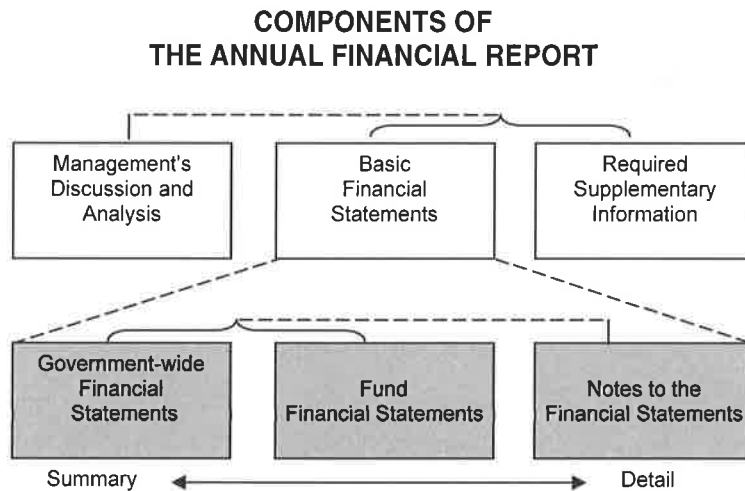 COMPONENTS OF
THE ANNUAL FINANCIAL REPORT
Management's
Discussion and
Analysis
Basic
Financial
Statements
Required
Supplementary
Information
Government-wide
Financial
Statements
Fund
Financial Statements
Notes to the
Financial Statements
Summary
Detail